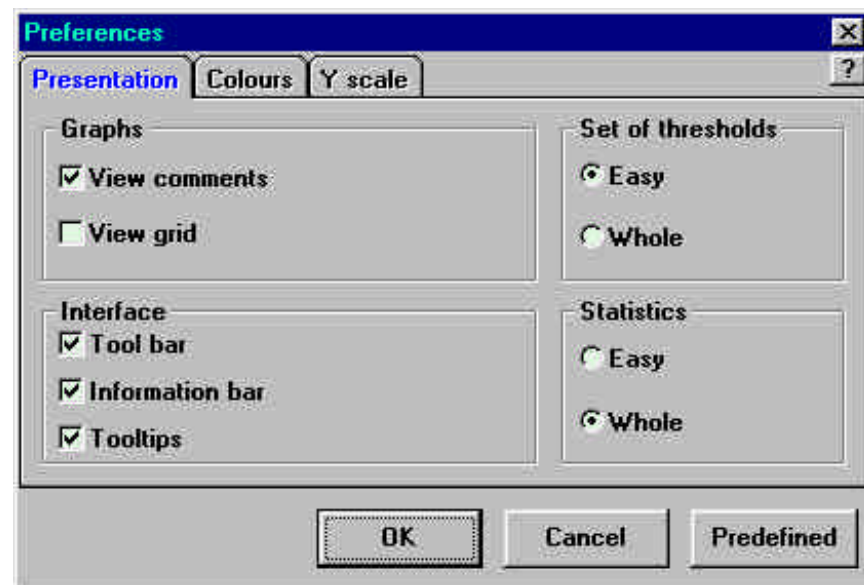 Preferences
?
Presentation Colours Y scale
Graphs
View comments
View grid
Set of thresholds
Easy
Whole
Interface
Tool bar
Information bar
Tooltips
Statistics
Easy
Whole
OK Cancel Predefined